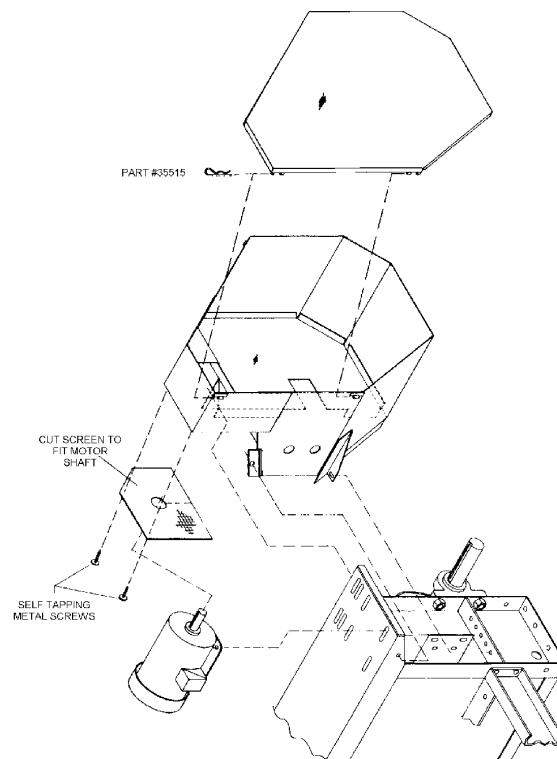 PART #35515
CUT SCREEN TO
FIT MOTOR
SHAFT
SELF TAPPING
METAL SCREWS